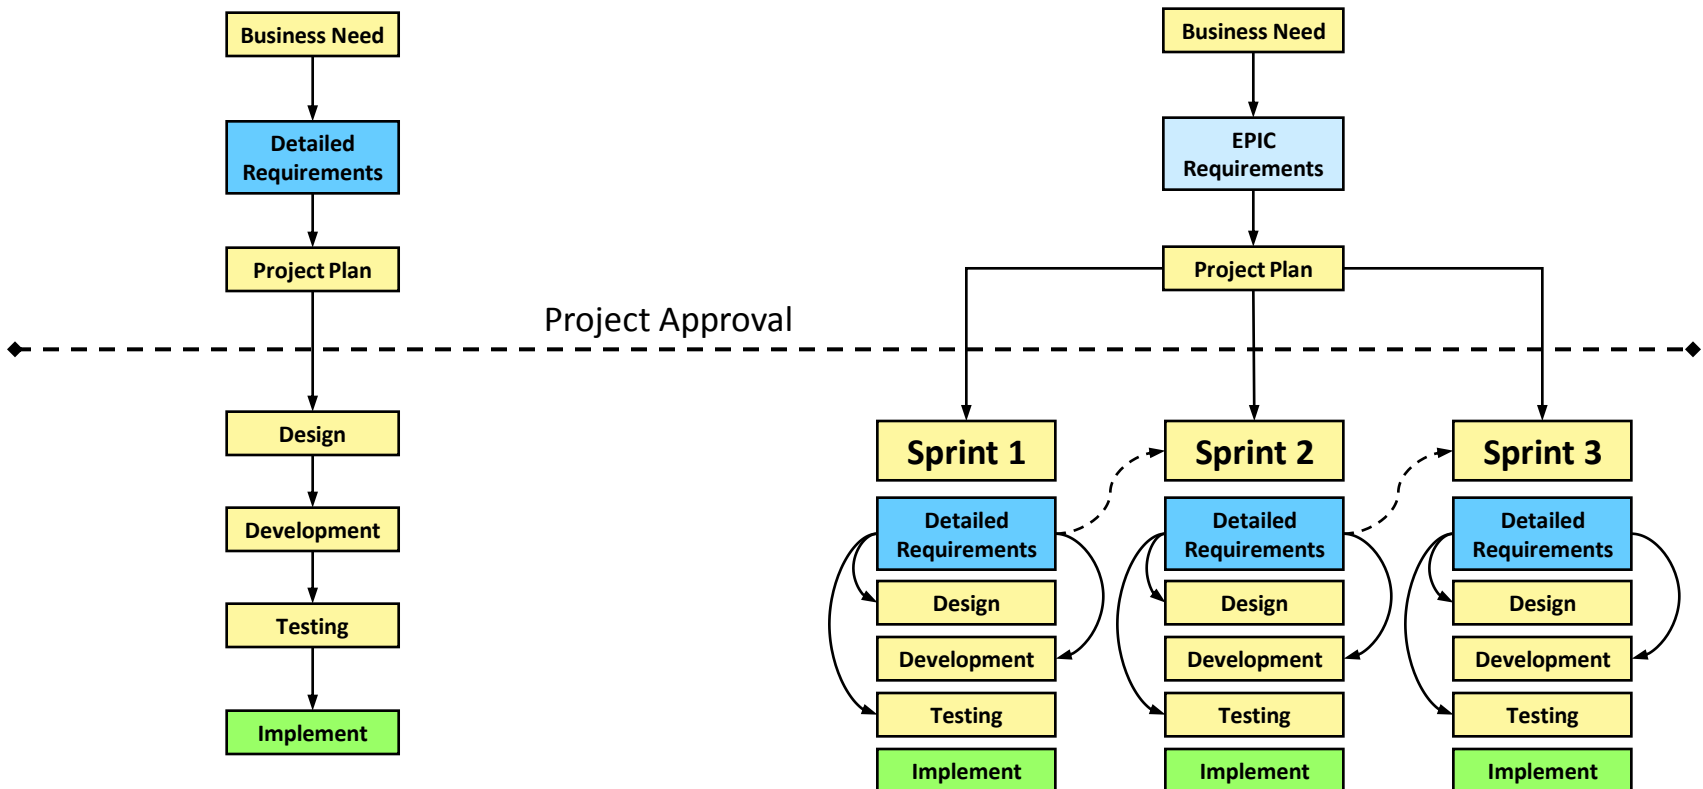 Business Need
Detailed
Requirements
Project Plan
Design
Development
Testing
Implement
Project Approval
Business Need
EPIC
Requirements
Project Plan
Sprint 1
Detailed
Requirements
Design
Development
Testing
Implement
Sprint 2
Detailed
Requirements
Design
Development
Testing
Implement
Sprint 3
Detailed
Requirements
Design
Development
Testing
Implement